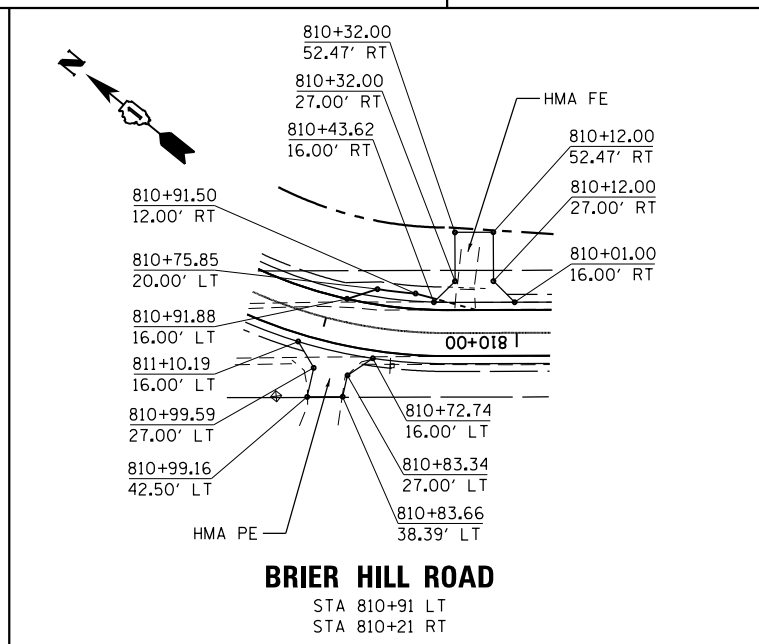 810+32.00
52.47' RT
810+32.00
27.00' RT
810+43.62
16.00' RT
HMA FE
810+12.00
52.47' RT
810+12.00
27.00' RT
810+01.00
16.00' RT
N
810+91.50
12.00' RT
810+75.85
20.00' LT
810+91.88
16.00' LT
811+10.19
16.00' LT
810+99.59
27.00' LT
810+99.16
42.50' LT
810+00
810+72.74
16.00' LT
810+83.34
27.00' LT
810+83.66
38.39' LT
HMA PE
BRIER HILL ROAD
STA 810+91 LT
STA 810+21 RT